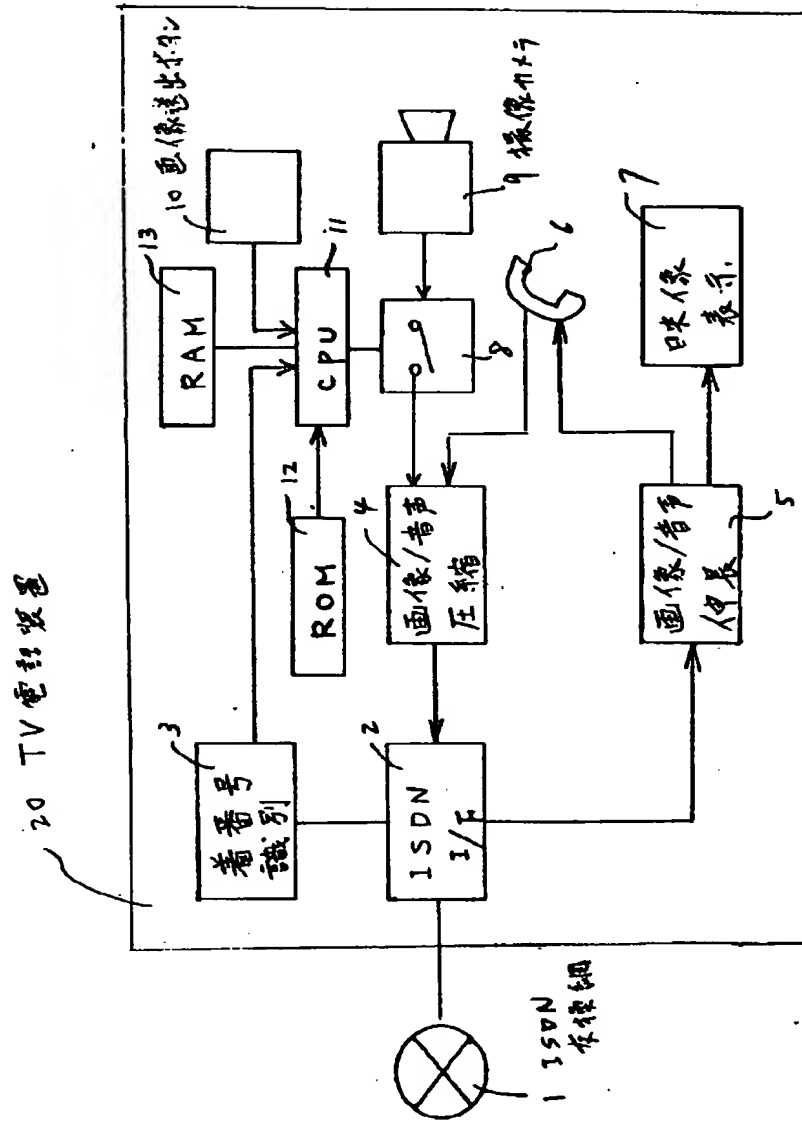 20 TV電話装置
1 ISDN
交換網
2
ISDN
I/F
3
着番号
識別
4
画像/音声
圧縮
5
画像/音声
伸長
6
7
映像
表示
8
9 撮像カメラ
10 画像送出ボタン
11
CPU
12
ROM
13
RAM